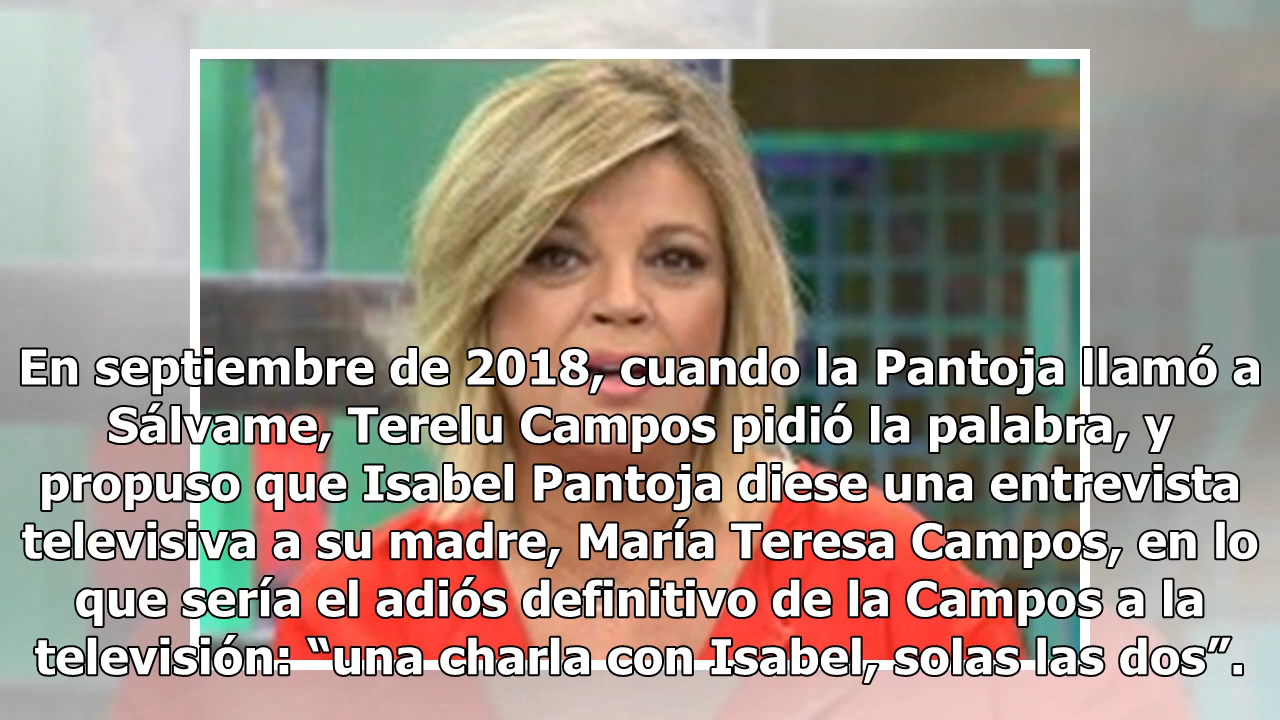 En septiembre de 2018, cuando la Pantoja llamó a
Sálvame, Terelu Campos pidió la palabra, y
propuso que Isabel Pantoja diese una entrevista
televisiva a su madre, María Teresa Campos, en lo
que sería el adiós definitivo de la Campos a la
televisión: “una charla con Isabel, solas las dos”.